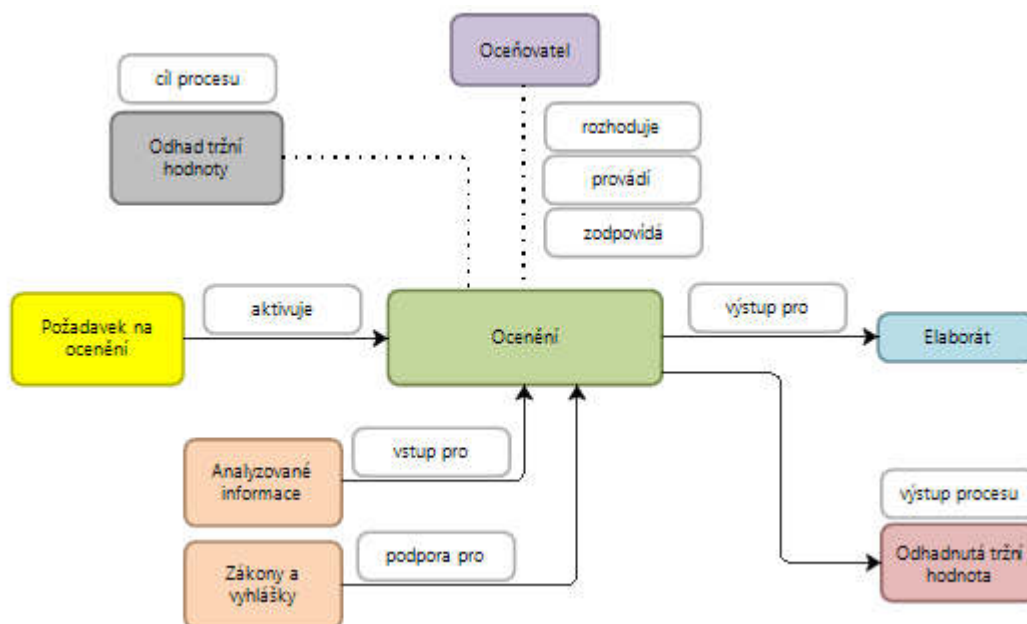 Oceňovatel
cíl procesu
Odhad tržní
hodnoty
rozhoduje
provádí
zodpovídá
Požadavek na
ocenění
aktivuje
Ocenění
výstup pro
Elaborát
Analyzované
informace
vstup pro
výstup procesu
Odhadnutá tržní
hodnota
Zákony a
vyhlášky
podpora pro